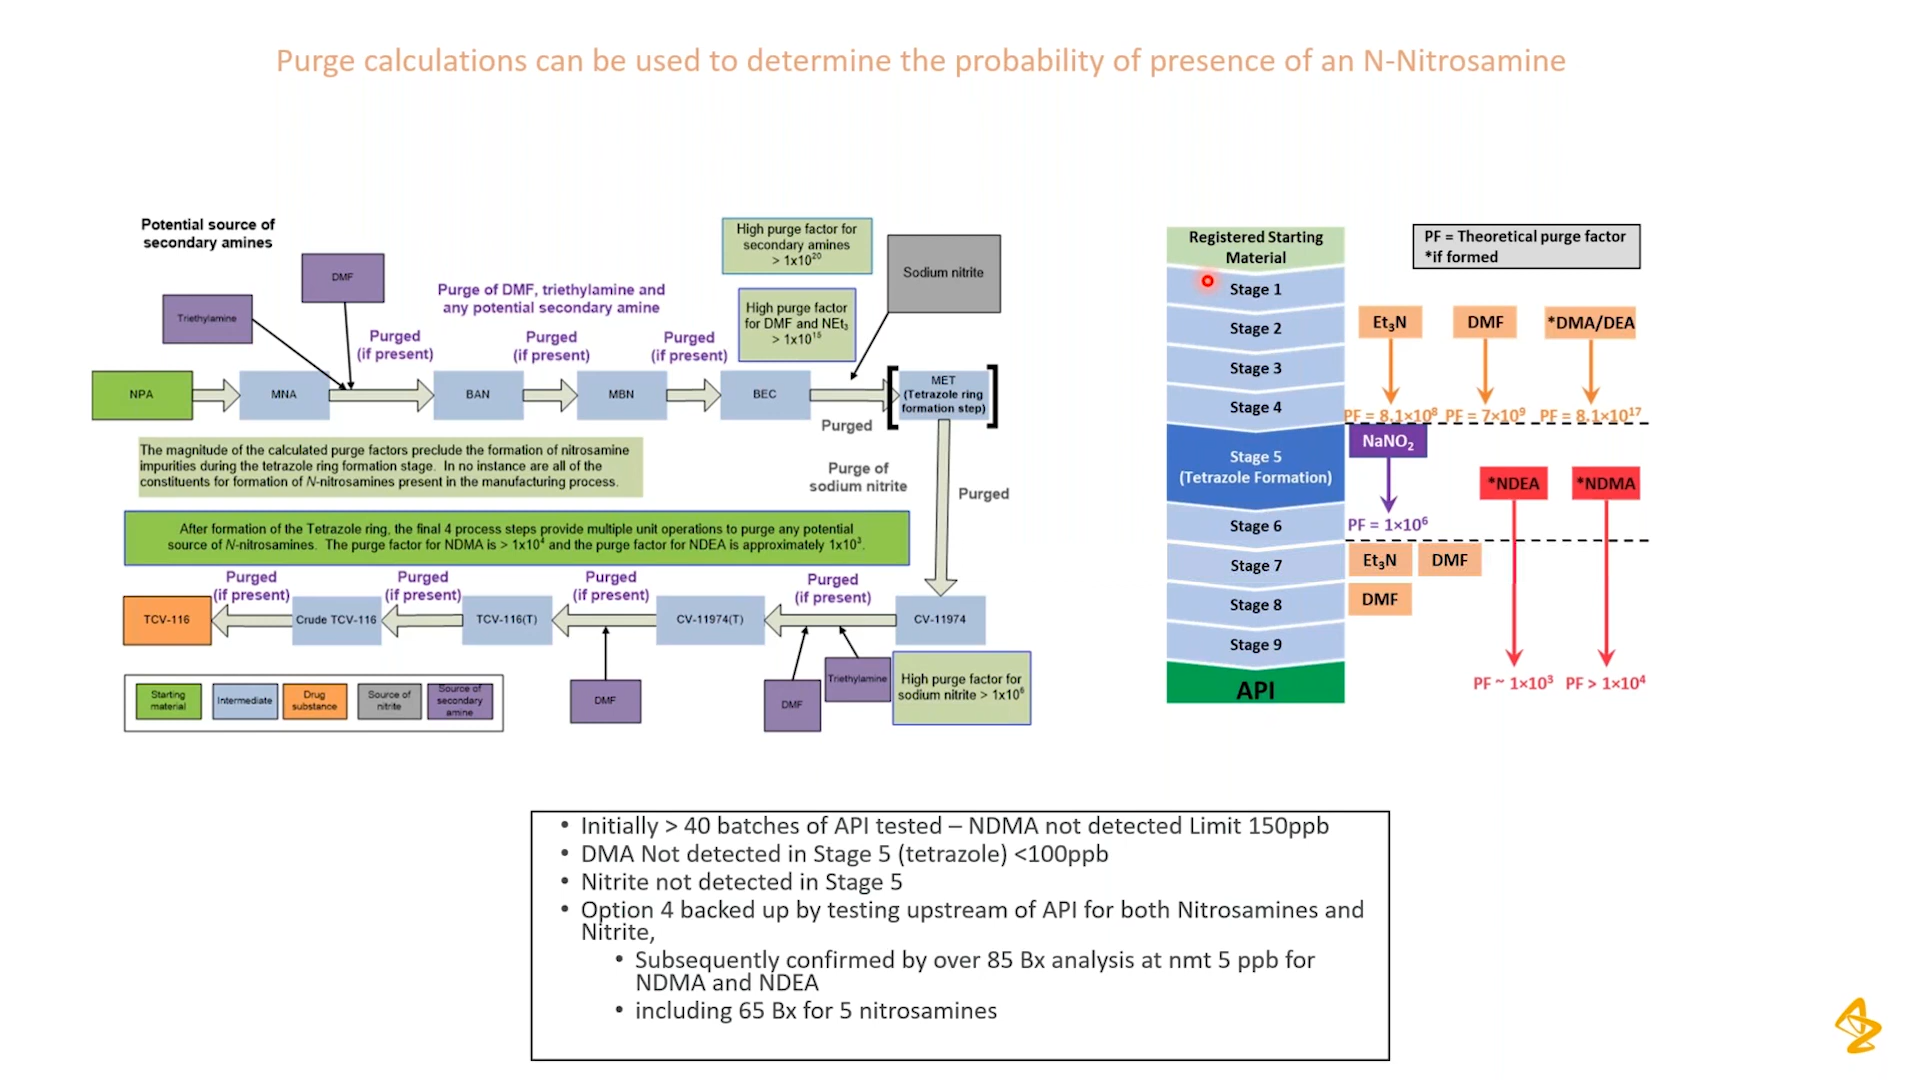 Purge calculations can be used to determine the probability of presence of an N-Nitrosamine
Potential source of
secondary amines
DMF
Triethylamine
Purge of DMF, triethylamine and
any potential secondary amine
High purge factor for
secondary amines
> 1x10²⁰
High purge factor
for DMF and NEt₃
> 1x10¹⁵
Sodium nitrite
Purged
(if present)
Purged
(if present)
Purged
(if present)
NPA
MNA
BAN
MBN
BEC
MET
(Tetrazole ring
formation step)
Purged
The magnitude of the calculated purge factors preclude the formation of nitrosamine
impurities during the tetrazole ring formation stage. In no instance are all of the
constituents for formation of N-nitrosamines present in the manufacturing process.
Purge of
sodium nitrite
Purged
After formation of the Tetrazole ring, the final 4 process steps provide multiple unit operations to purge any potential
source of N-nitrosamines. The purge factor for NDMA is > 1x10⁴ and the purge factor for NDEA is approximately 1x10³.
Purged
(if present)
Purged
(if present)
Purged
(if present)
Purged
(if present)
TCV-116
Crude TCV-116
TCV-116(T)
CV-11974(T)
CV-11974
DMF
DMF
Triethylamine
High purge factor for
sodium nitrite > 1x10⁶
Starting
material
Intermediate
Drug
substance
Source of
nitrite
Source of
secondary
amine
Registered Starting
Material
Stage 1
Stage 2
Stage 3
Stage 4
Stage 5
(Tetrazole Formation)
Stage 6
Stage 7
Stage 8
Stage 9
API
PF = Theoretical purge factor
*if formed
Et₃N
DMF
*DMA/DEA
PF = 8.1×10⁸
PF = 7×10⁹
PF = 8.1×10¹⁷
NaNO₂
*NDEA
*NDMA
PF = 1×10⁶
Et₃N
DMF
DMF
PF ~ 1×10³
PF > 1×10⁴
• Initially > 40 batches of API tested – NDMA not detected Limit 150ppb
• DMA Not detected in Stage 5 (tetrazole) <100ppb
• Nitrite not detected in Stage 5
• Option 4 backed up by testing upstream of API for both Nitrosamines and
Nitrite,
• Subsequently confirmed by over 85 Bx analysis at nmt 5 ppb for
NDMA and NDEA
• including 65 Bx for 5 nitrosamines